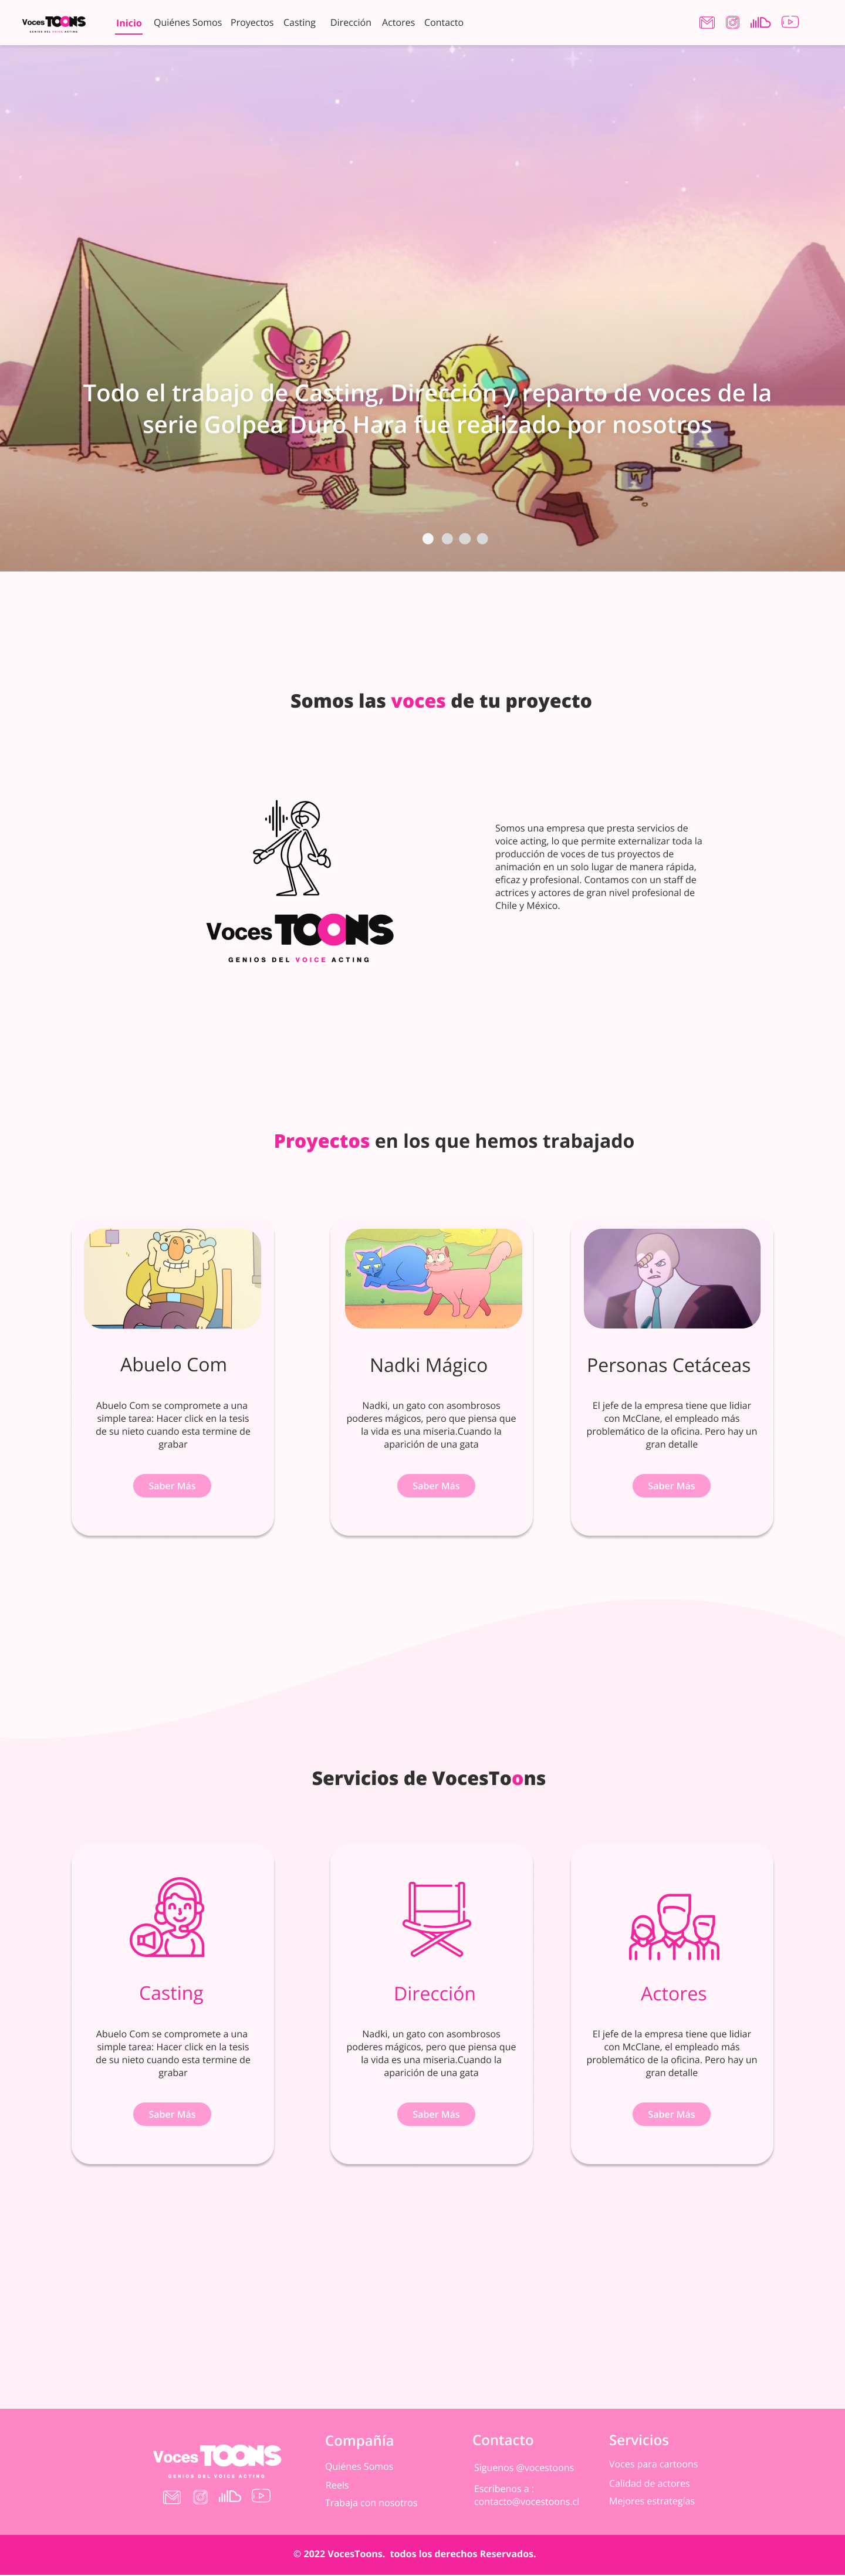 Voces TOONS
GENIOS DEL VOICE ACTING
Inicio Quiénes Somos Proyectos Casting Dirección Actores Contacto
Todo el trabajo de Casting, Dirección y reparto de voces de la
serie Golpea Duro Hara fue realizado por nosotros
Somos las voces de tu proyecto
Voces TOONS
GENIOS DEL VOICE ACTING
Somos una empresa que presta servicios de
voice acting, lo que permite externalizar toda la
producción de voces de tus proyectos de
animación en un solo lugar de manera rápida,
eficaz y profesional. Contamos con un staff de
actrices y actores de gran nivel profesional de
Chile y México.
Proyectos en los que hemos trabajado
Abuelo Com
Abuelo Com se compromete a una
simple tarea: Hacer click en la tesis
de su nieto cuando esta termine de
grabar
Saber Más
Nadki Mágico
Nadki, un gato con asombrosos
poderes mágicos, pero que piensa que
la vida es una miseria.Cuando la
aparición de una gata
Saber Más
Personas Cetáceas
El jefe de la empresa tiene que lidiar
con McClane, el empleado más
problemático de la oficina. Pero hay un
gran detalle
Saber Más
Servicios de VocesToons
Casting
Abuelo Com se compromete a una
simple tarea: Hacer click en la tesis
de su nieto cuando esta termine de
grabar
Saber Más
Dirección
Nadki, un gato con asombrosos
poderes mágicos, pero que piensa que
la vida es una miseria.Cuando la
aparición de una gata
Saber Más
Actores
El jefe de la empresa tiene que lidiar
con McClane, el empleado más
problemático de la oficina. Pero hay un
gran detalle
Saber Más
Voces TOONS
GENIOS DEL VOICE ACTING
Compañía
Quiénes Somos
Reels
Trabaja con nosotros
Contacto
Siguenos @vocestoons
Escribenos a :
contacto@vocestoons.cl
Servicios
Voces para cartoons
Calidad de actores
Mejores estrategías
© 2022 VocesToons. todos los derechos Reservados.